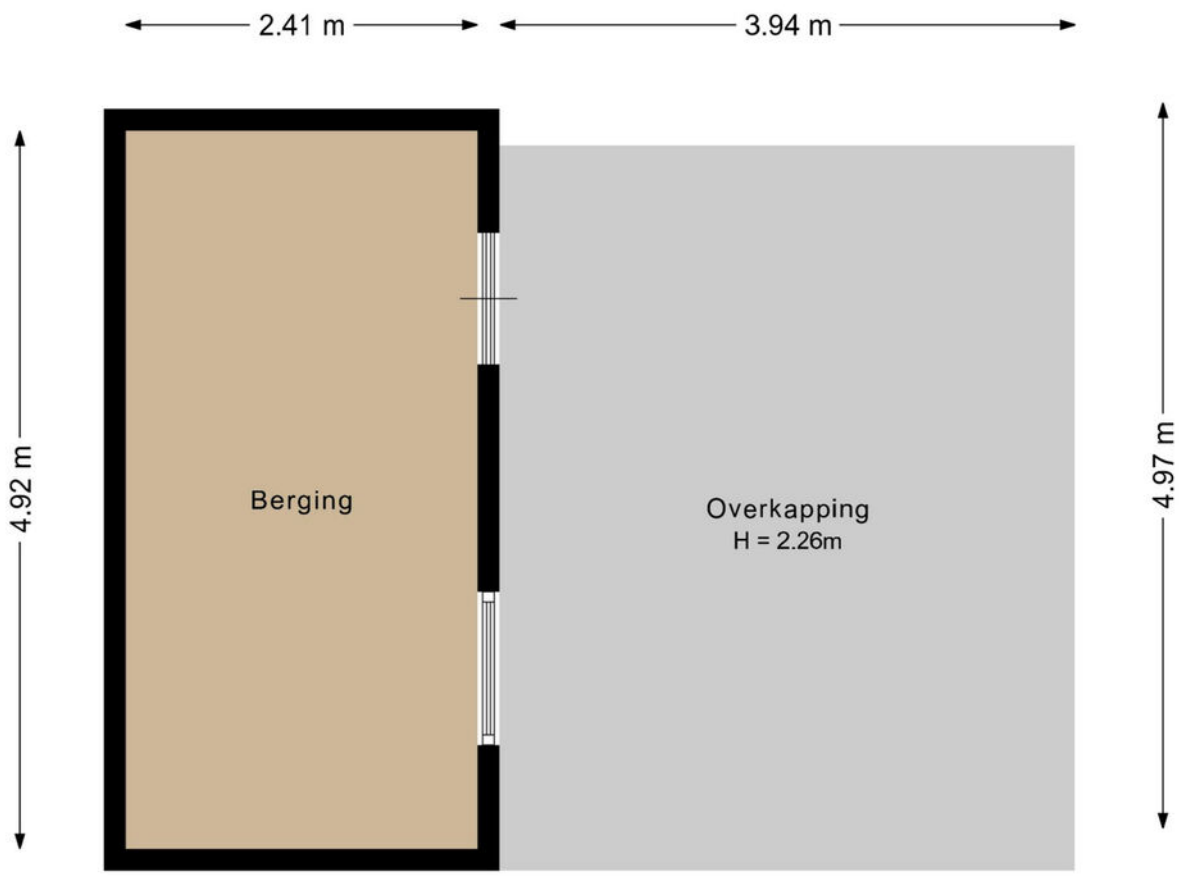 2.41 m
3.94 m
4.92 m
4.97 m
Berging
Overkapping
H = 2.26m